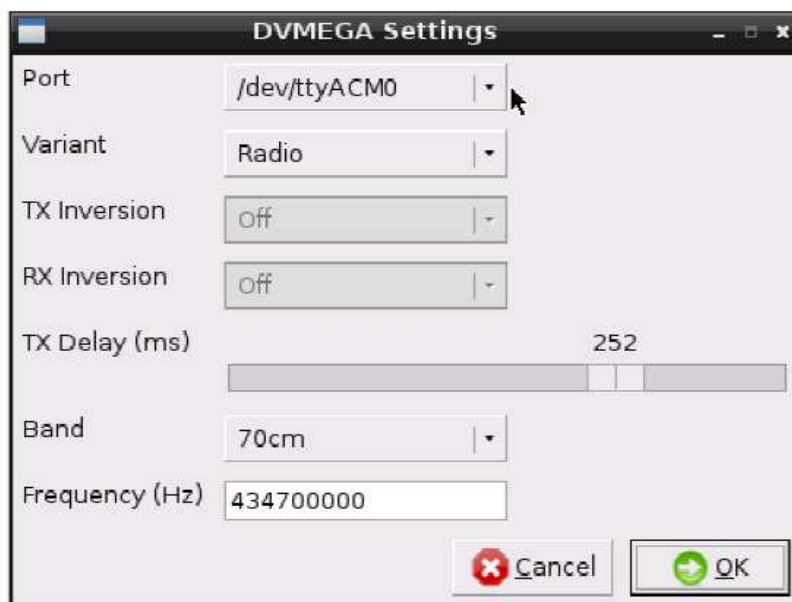 DVMEGA Settings
Port /dev/ttyACM0
Variant Radio
TX Inversion Off
RX Inversion Off
TX Delay (ms) 252
Band 70cm
Frequency (Hz) 434700000
Cancel OK